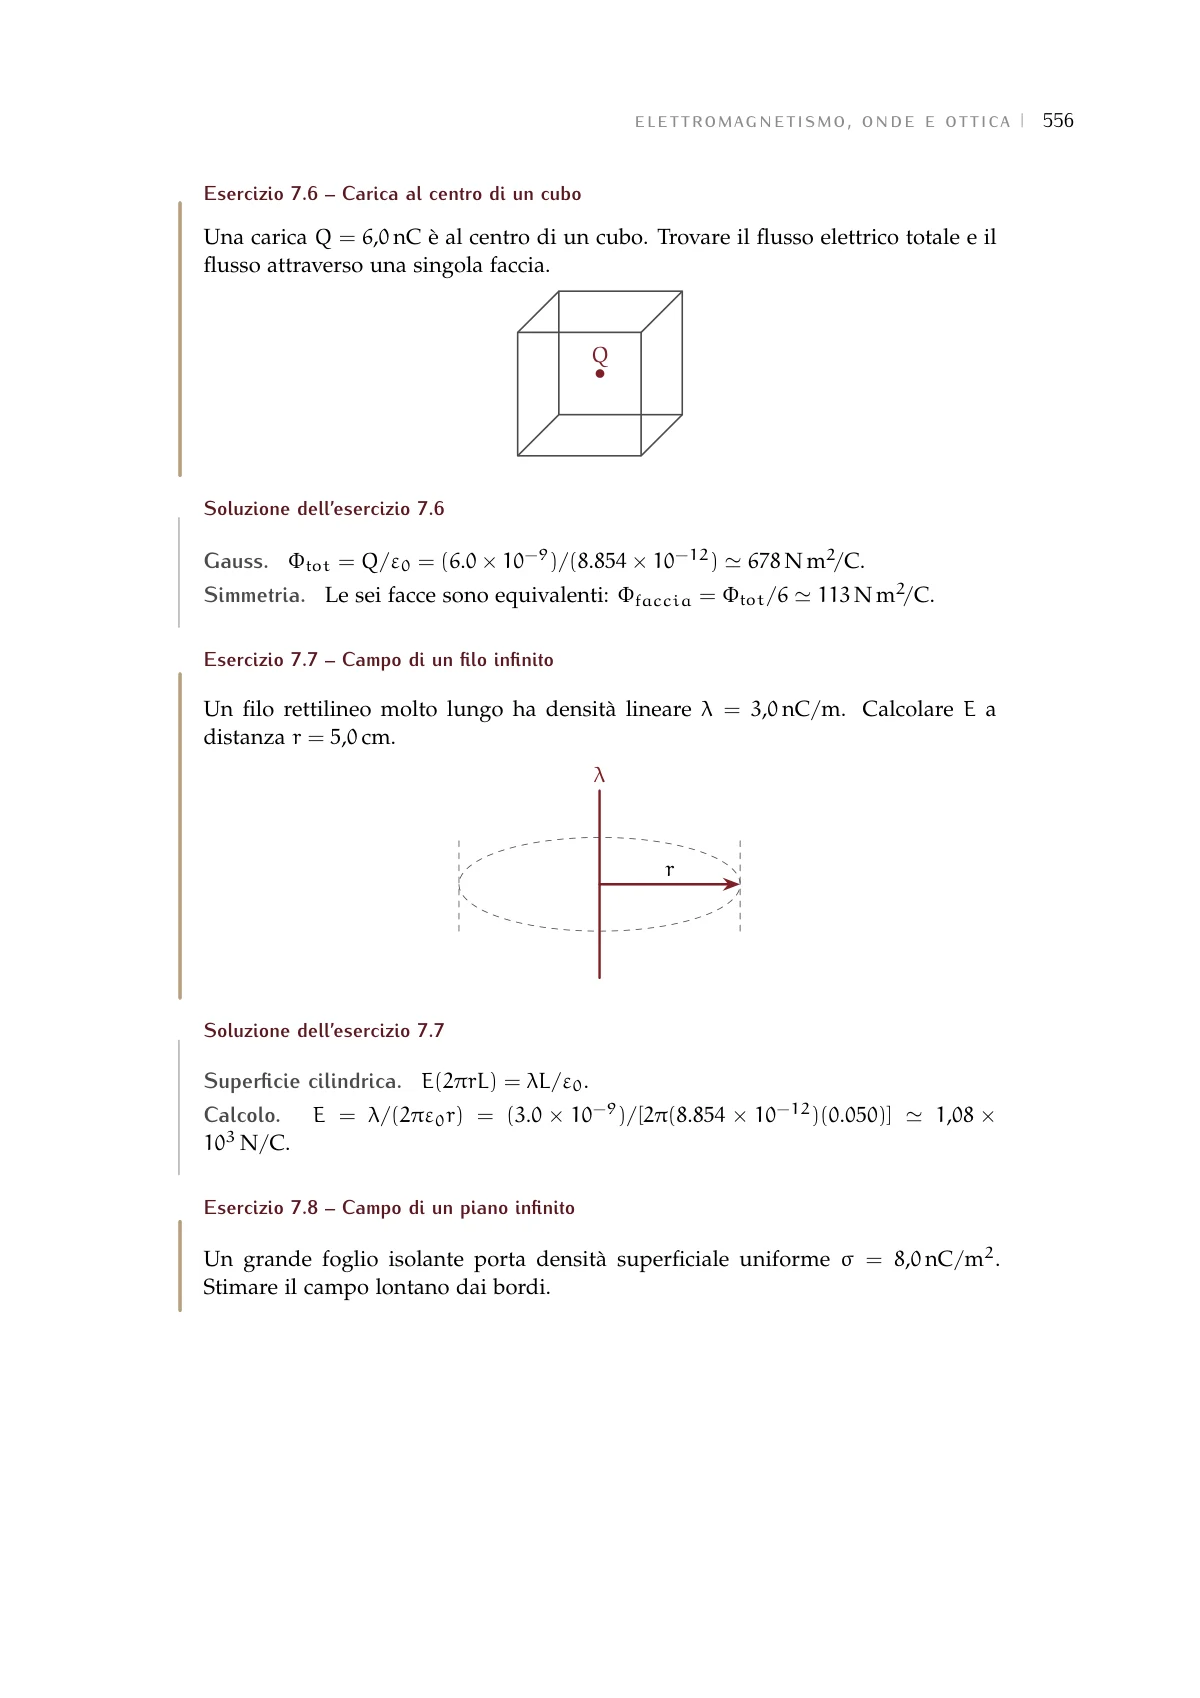 ELETTROMAGNETISMO, ONDE E OTTICA | 556
Esercizio 7.6 – Carica al centro di un cubo
Una carica Q = 6,0 nC è al centro di un cubo. Trovare il flusso elettrico totale e il
flusso attraverso una singola faccia.
Q
Soluzione dell'esercizio 7.6
Gauss. Φ_tot = Q/ε₀ = (6.0 × 10⁻⁹)/(8.854 × 10⁻¹²) ≃ 678 N m²/C.
Simmetria. Le sei facce sono equivalenti: Φ_faccia = Φ_tot/6 ≃ 113 N m²/C.
Esercizio 7.7 – Campo di un filo infinito
Un filo rettilineo molto lungo ha densità lineare λ = 3,0 nC/m. Calcolare E a
distanza r = 5,0 cm.
λ
r
Soluzione dell'esercizio 7.7
Superficie cilindrica. E(2πrL) = λL/ε₀.
Calcolo. E = λ/(2πε₀r) = (3.0 × 10⁻⁹)/[2π(8.854 × 10⁻¹²)(0.050)] ≃ 1,08 ×
10³ N/C.
Esercizio 7.8 – Campo di un piano infinito
Un grande foglio isolante porta densità superficiale uniforme σ = 8,0 nC/m².
Stimare il campo lontano dai bordi.